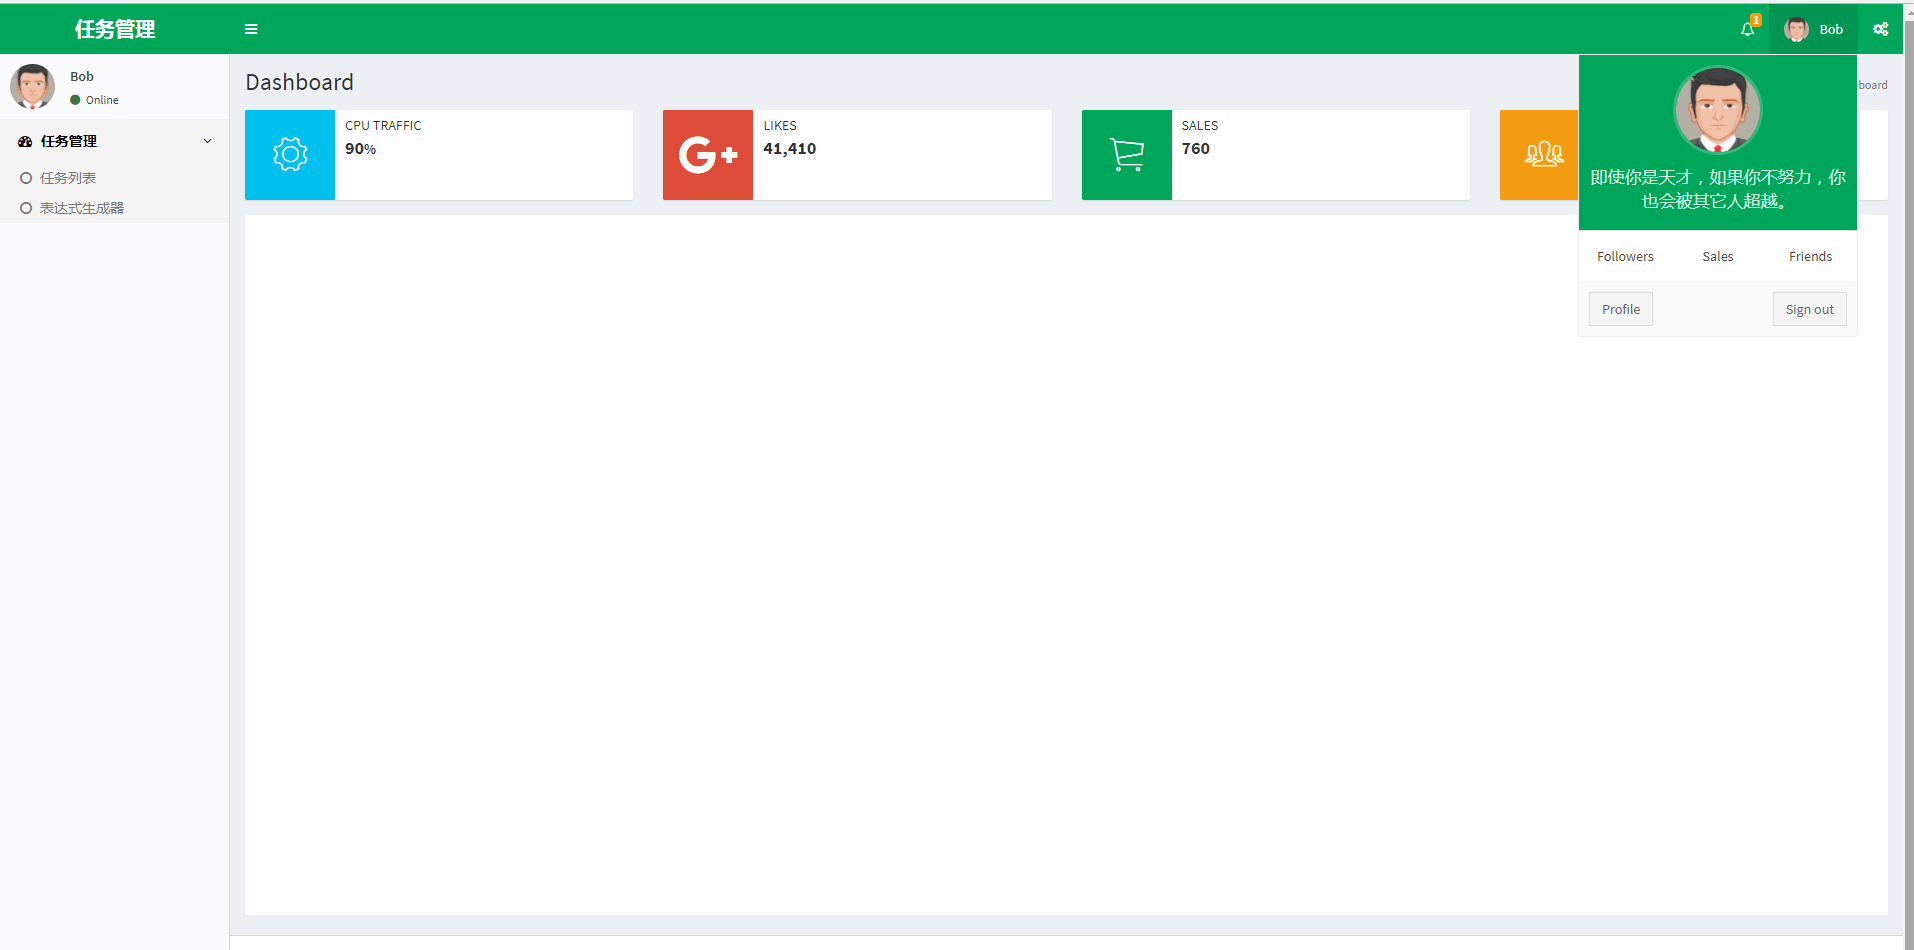 任务管理
1
Bob
Bob
Online
任务管理
任务列表
表达式生成器
Dashboard
board
CPU TRAFFIC
90%
G+
LIKES
41,410
SALES
760
即使你是天才，如果你不努力，你
也会被其它人超越。
Followers
Sales
Friends
Profile
Sign out